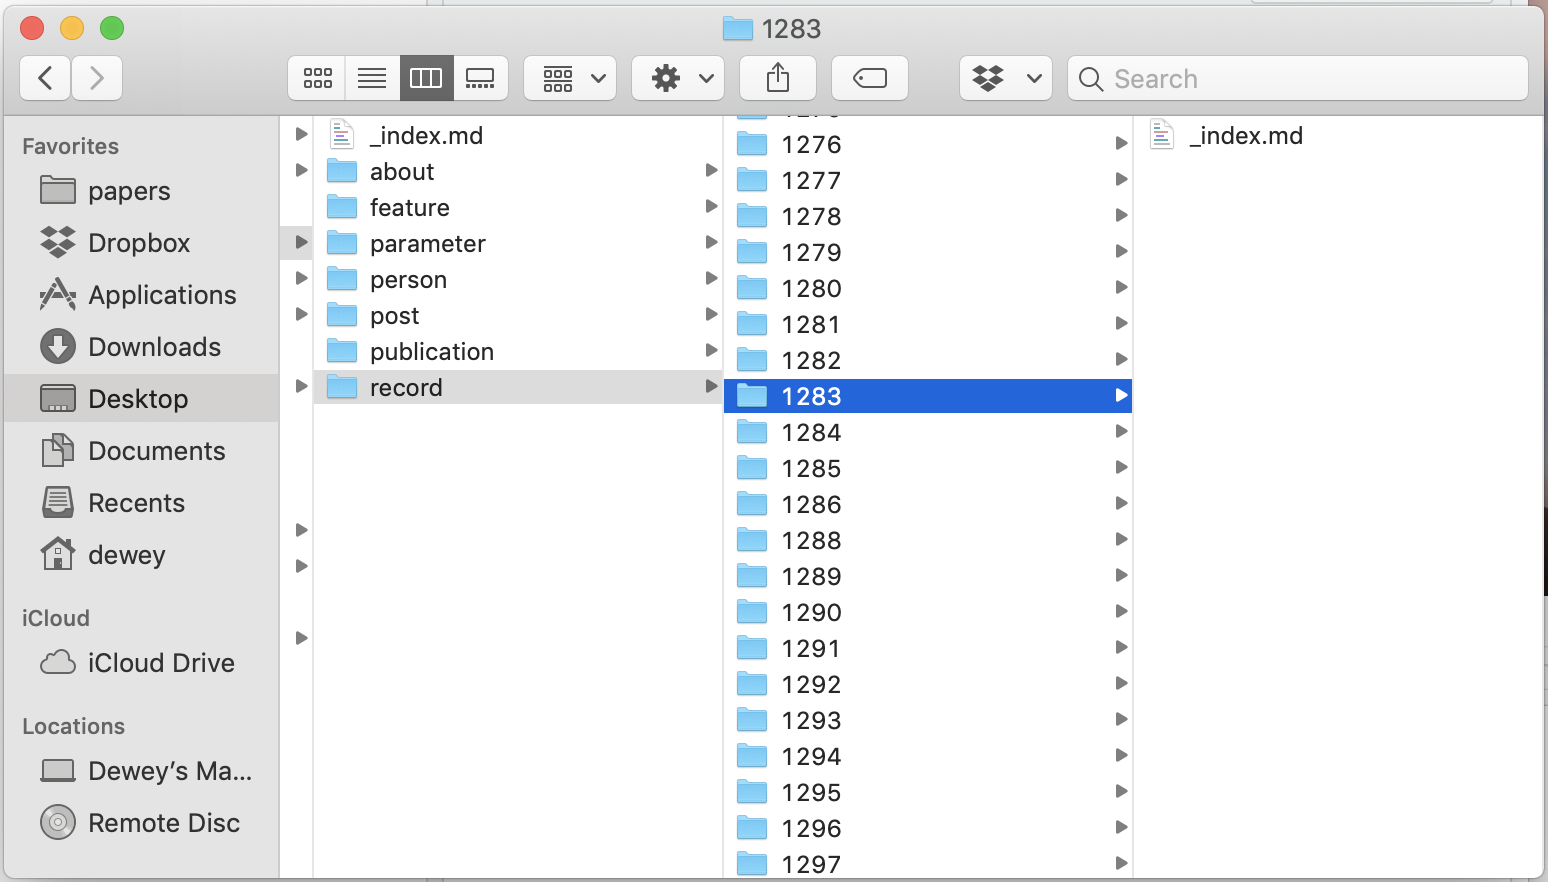 1283
Search
Favorites
papers
Dropbox
Applications
Downloads
Desktop
Documents
Recents
dewey
iCloud
iCloud Drive
Locations
Dewey’s Ma...
Remote Disc
_index.md
about
feature
parameter
person
post
publication
record
1276
1277
1278
1279
1280
1281
1282
1283
1284
1285
1286
1288
1289
1290
1291
1292
1293
1294
1295
1296
1297
_index.md